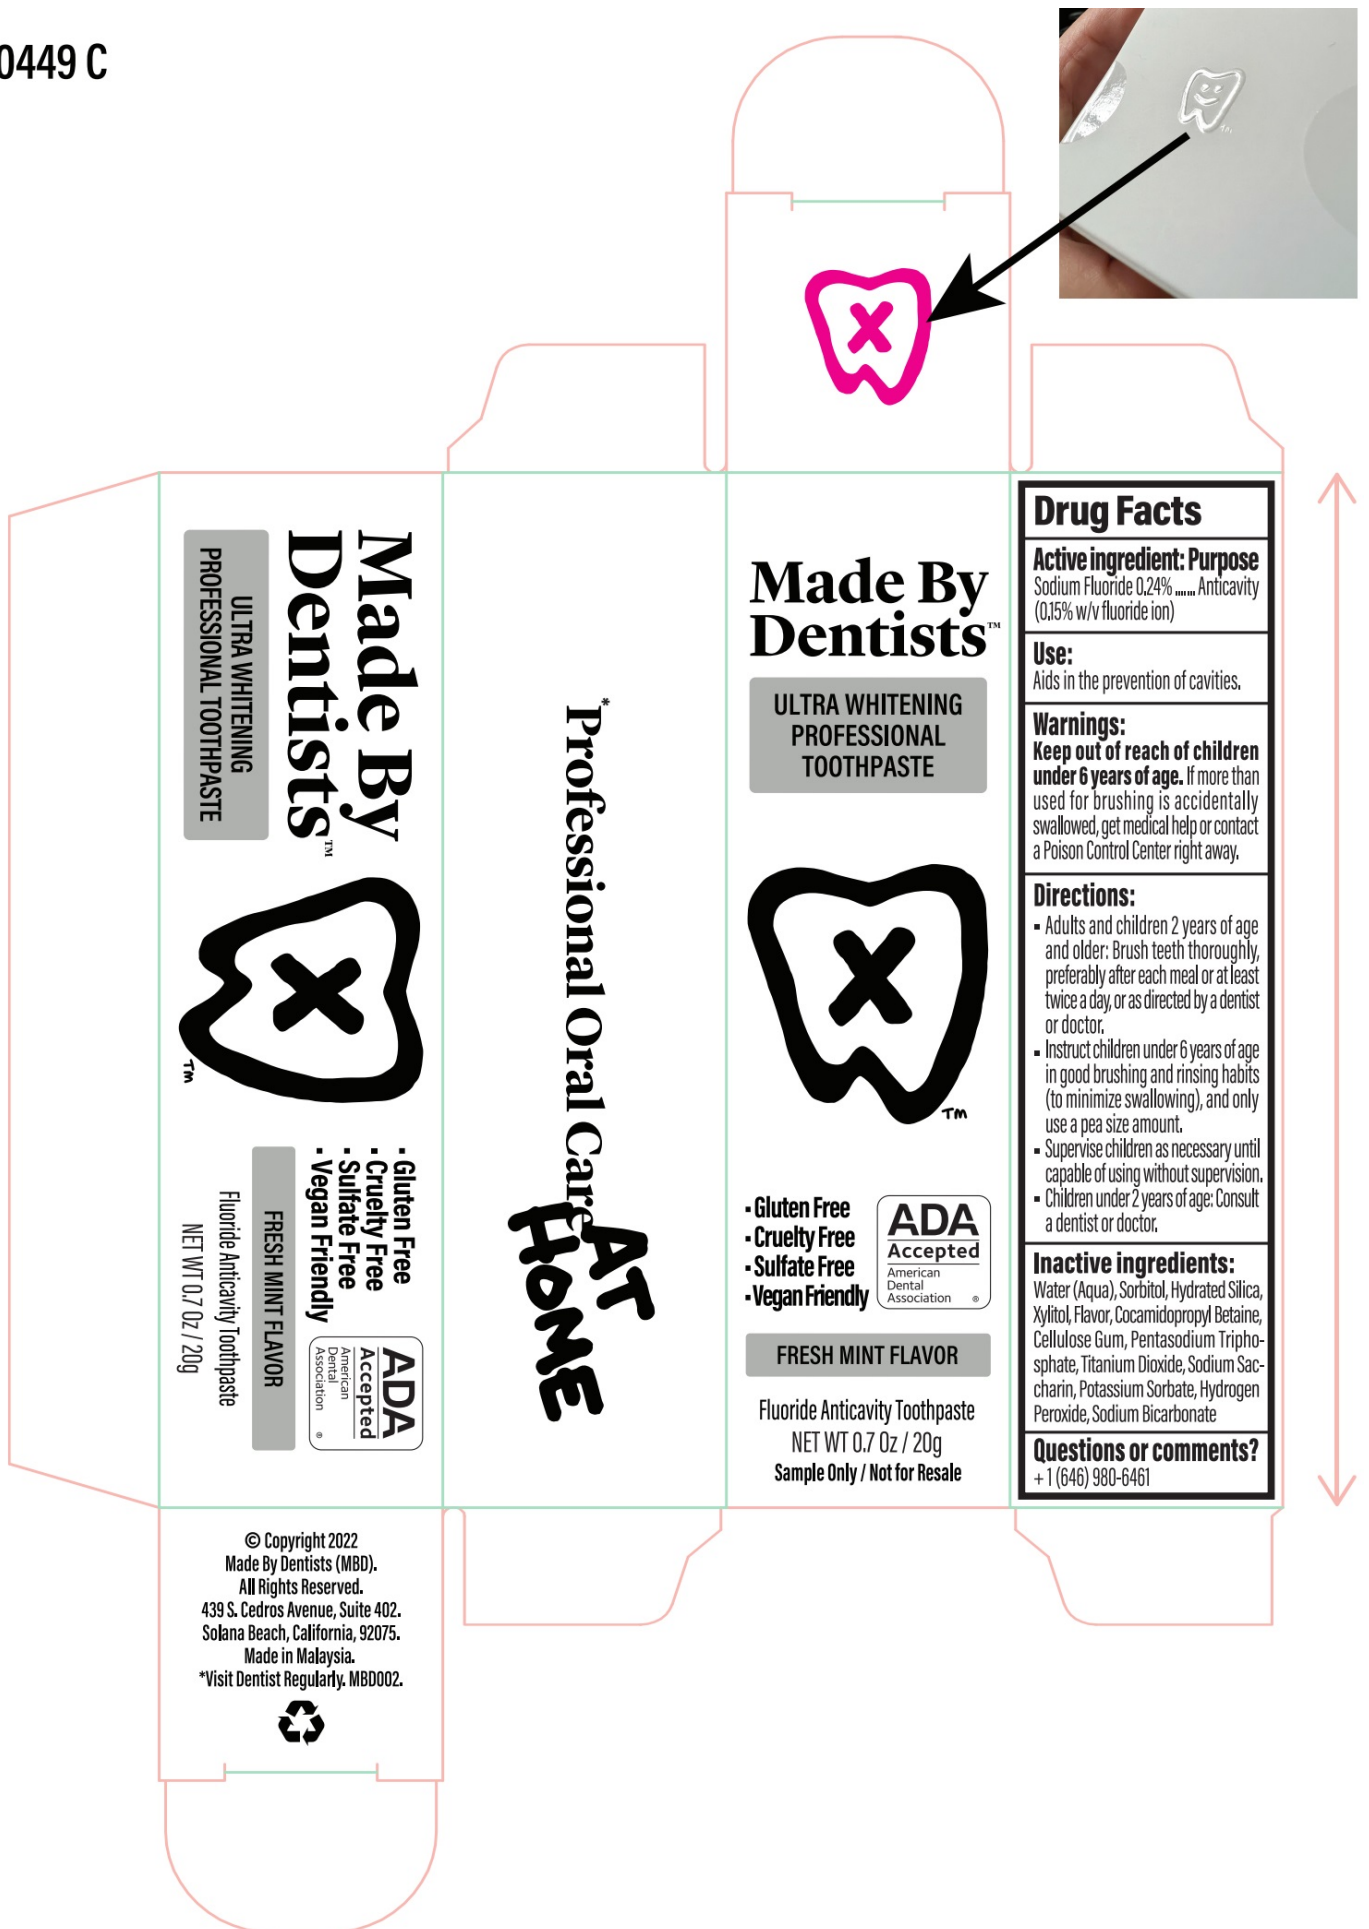 0449 C
Made By
Dentists™
ULTRA WHITENING
PROFESSIONAL TOOTHPASTE
TM
▪ Gluten Free
▪ Cruelty Free
▪ Sulfate Free
▪ Vegan Friendly
ADA
Accepted
American
Dental
Association ®
FRESH MINT FLAVOR
Fluoride Anticavity Toothpaste
NET WT 0.7 Oz / 20g
*Professional Oral Care
AT
HOME
Made By
Dentists™
ULTRA WHITENING
PROFESSIONAL
TOOTHPASTE
TM
▪ Gluten Free
▪ Cruelty Free
▪ Sulfate Free
▪ Vegan Friendly
ADA
Accepted
American
Dental
Association ®
FRESH MINT FLAVOR
Fluoride Anticavity Toothpaste
NET WT 0.7 Oz / 20g
Sample Only / Not for Resale
Drug Facts
Active ingredient: Purpose
Sodium Fluoride 0.24% ....... Anticavity
(0.15% w/v fluoride ion)
Use:
Aids in the prevention of cavities.
Warnings:
Keep out of reach of children
under 6 years of age. If more than
used for brushing is accidentally
swallowed, get medical help or contact
a Poison Control Center right away.
Directions:
▪ Adults and children 2 years of age
and older: Brush teeth thoroughly,
preferably after each meal or at least
twice a day, or as directed by a dentist
or doctor.
▪ Instruct children under 6 years of age
in good brushing and rinsing habits
(to minimize swallowing), and only
use a pea size amount.
▪ Supervise children as necessary until
capable of using without supervision.
▪ Children under 2 years of age: Consult
a dentist or doctor.
Inactive ingredients:
Water (Aqua), Sorbitol, Hydrated Silica,
Xylitol, Flavor, Cocamidopropyl Betaine,
Cellulose Gum, Pentasodium Tripho-
sphate, Titanium Dioxide, Sodium Sac-
charin, Potassium Sorbate, Hydrogen
Peroxide, Sodium Bicarbonate
Questions or comments?
+ 1 (646) 980-6461
© Copyright 2022
Made By Dentists (MBD).
All Rights Reserved.
439 S. Cedros Avenue, Suite 402.
Solana Beach, California, 92075.
Made in Malaysia.
*Visit Dentist Regularly. MBD002.